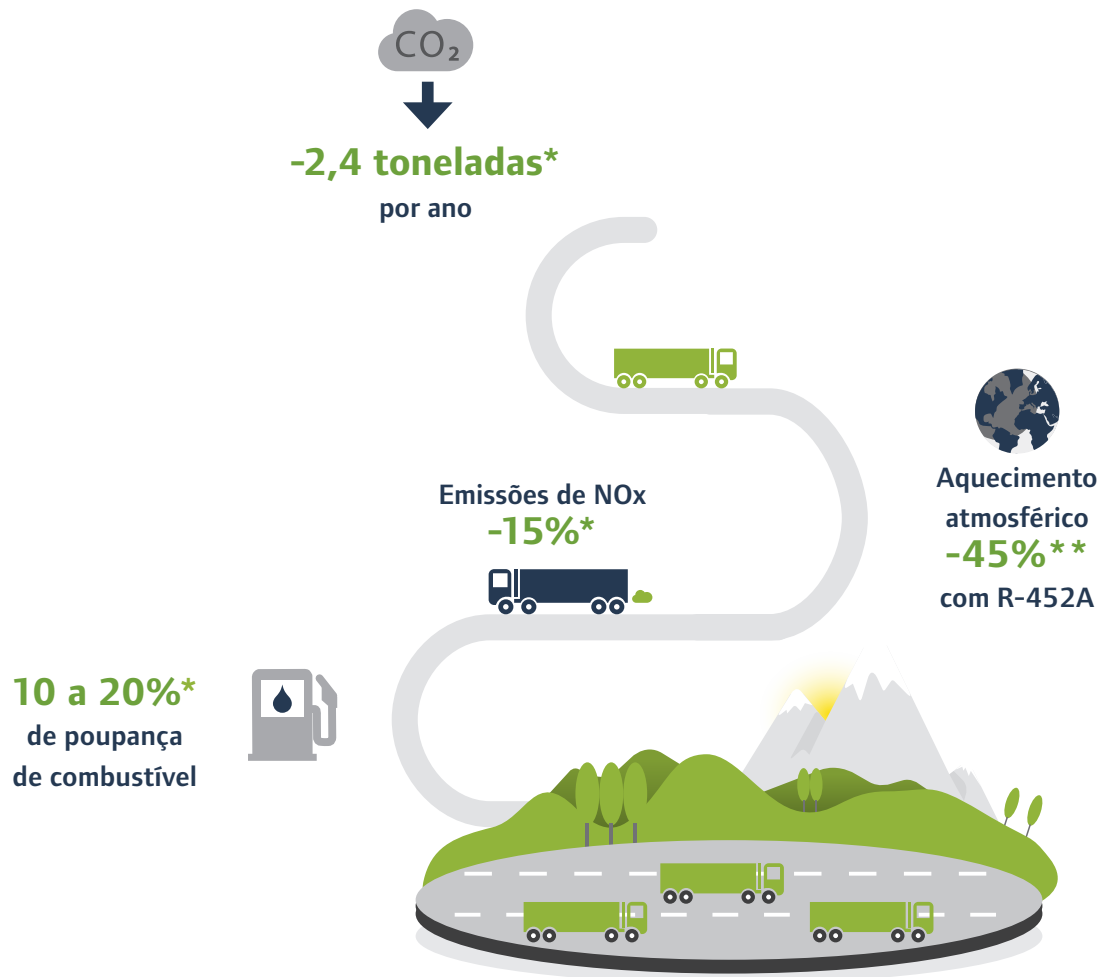 CO₂
-2,4 toneladas*
por ano
Emissões de NOx
-15%*
Aquecimento
atmosférico
-45%**
com R-452A
10 a 20%*
de poupança
de combustível